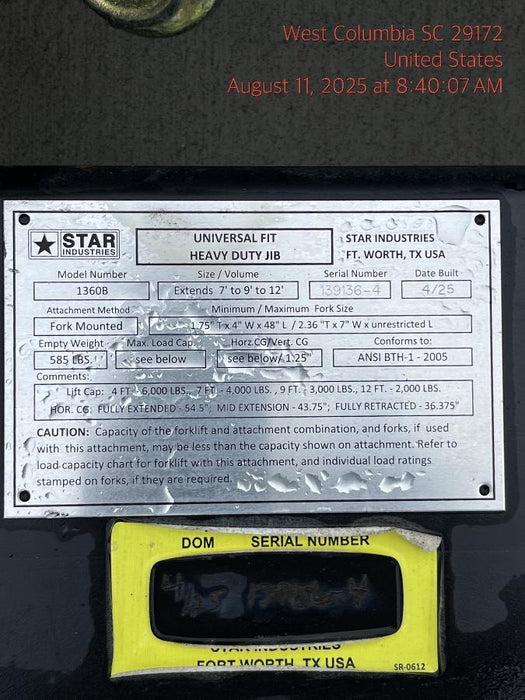 West Columbia SC 29172
United States
August 11, 2025 at 8:40:07 AM
STAR
INDUSTRIES
UNIVERSAL FIT
HEAVY DUTY JIB
STAR INDUSTRIES
FT. WORTH, TX USA
Model Number
1360B
Size / Volume
Extends 7' to 9' to 12'
Serial Number
139136-4
Date Built
4/25
Attachment Method
Fork Mounted
Minimum / Maximum Fork Size
1.75" T x 4" W x 48" L / 2.36 "T x 7" W x unrestricted L
Empty Weight
585 LBS.
Max. Load Cap.
see below
Horz.CG/Vert. CG
see below/ 1.25"
Conforms to:
ANSI BTH-1 - 2005
Comments:
Lift Cap: 4 FT - 6,000 LBS., 7 FT - 4,000 LBS , 9 FT - 3,000 LBS, 12 FT. - 2,000 LBS.
HOR. CG: FULLY EXTENDED - 54.5"; MID EXTENSION - 43.75"; FULLY RETRACTED - 36.375"
CAUTION: Capacity of the forklift and attachment combination, and forks, if used
with this attachment, may be less than the capacity shown on attachment. Refer to
load capacity chart for forklift with this attachment, and individual load ratings
stamped on forks, if they are required.
DOM SERIAL NUMBER
STAR INDUSTRIES
FORT WORTH, TX USA
SR-0612